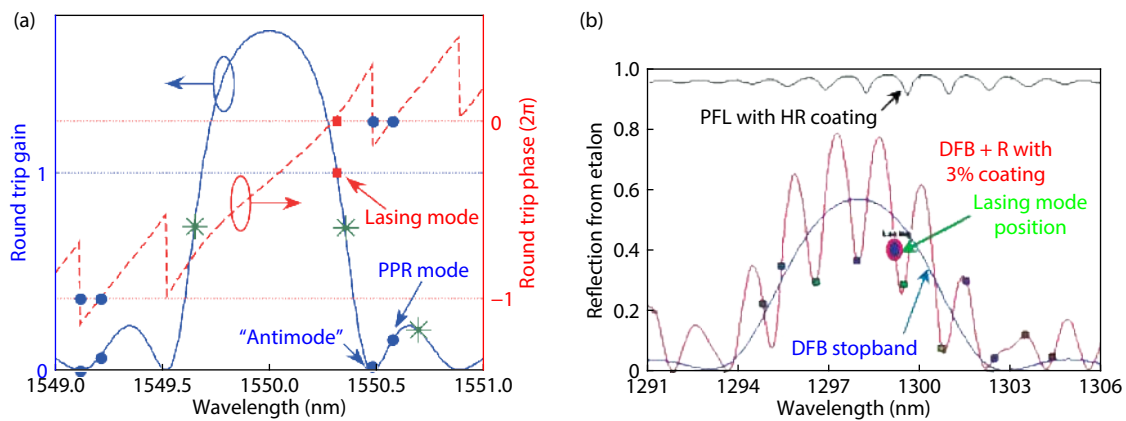 (a)
Round trip gain
1
0
0
−1
Round trip phase (2π)
Lasing mode
PPR mode
“Antimode”
1549.0
1549.5
1550.0
1550.5
1551.0
Wavelength (nm)
(b)
Reflection from etalon
1.0
0.8
0.6
0.4
0.2
0
PFL with HR coating
DFB + R with
3% coating
Lasing mode
position
DFB stopband
1291
1294
1297
1300
1303
1306
Wavelength (nm)